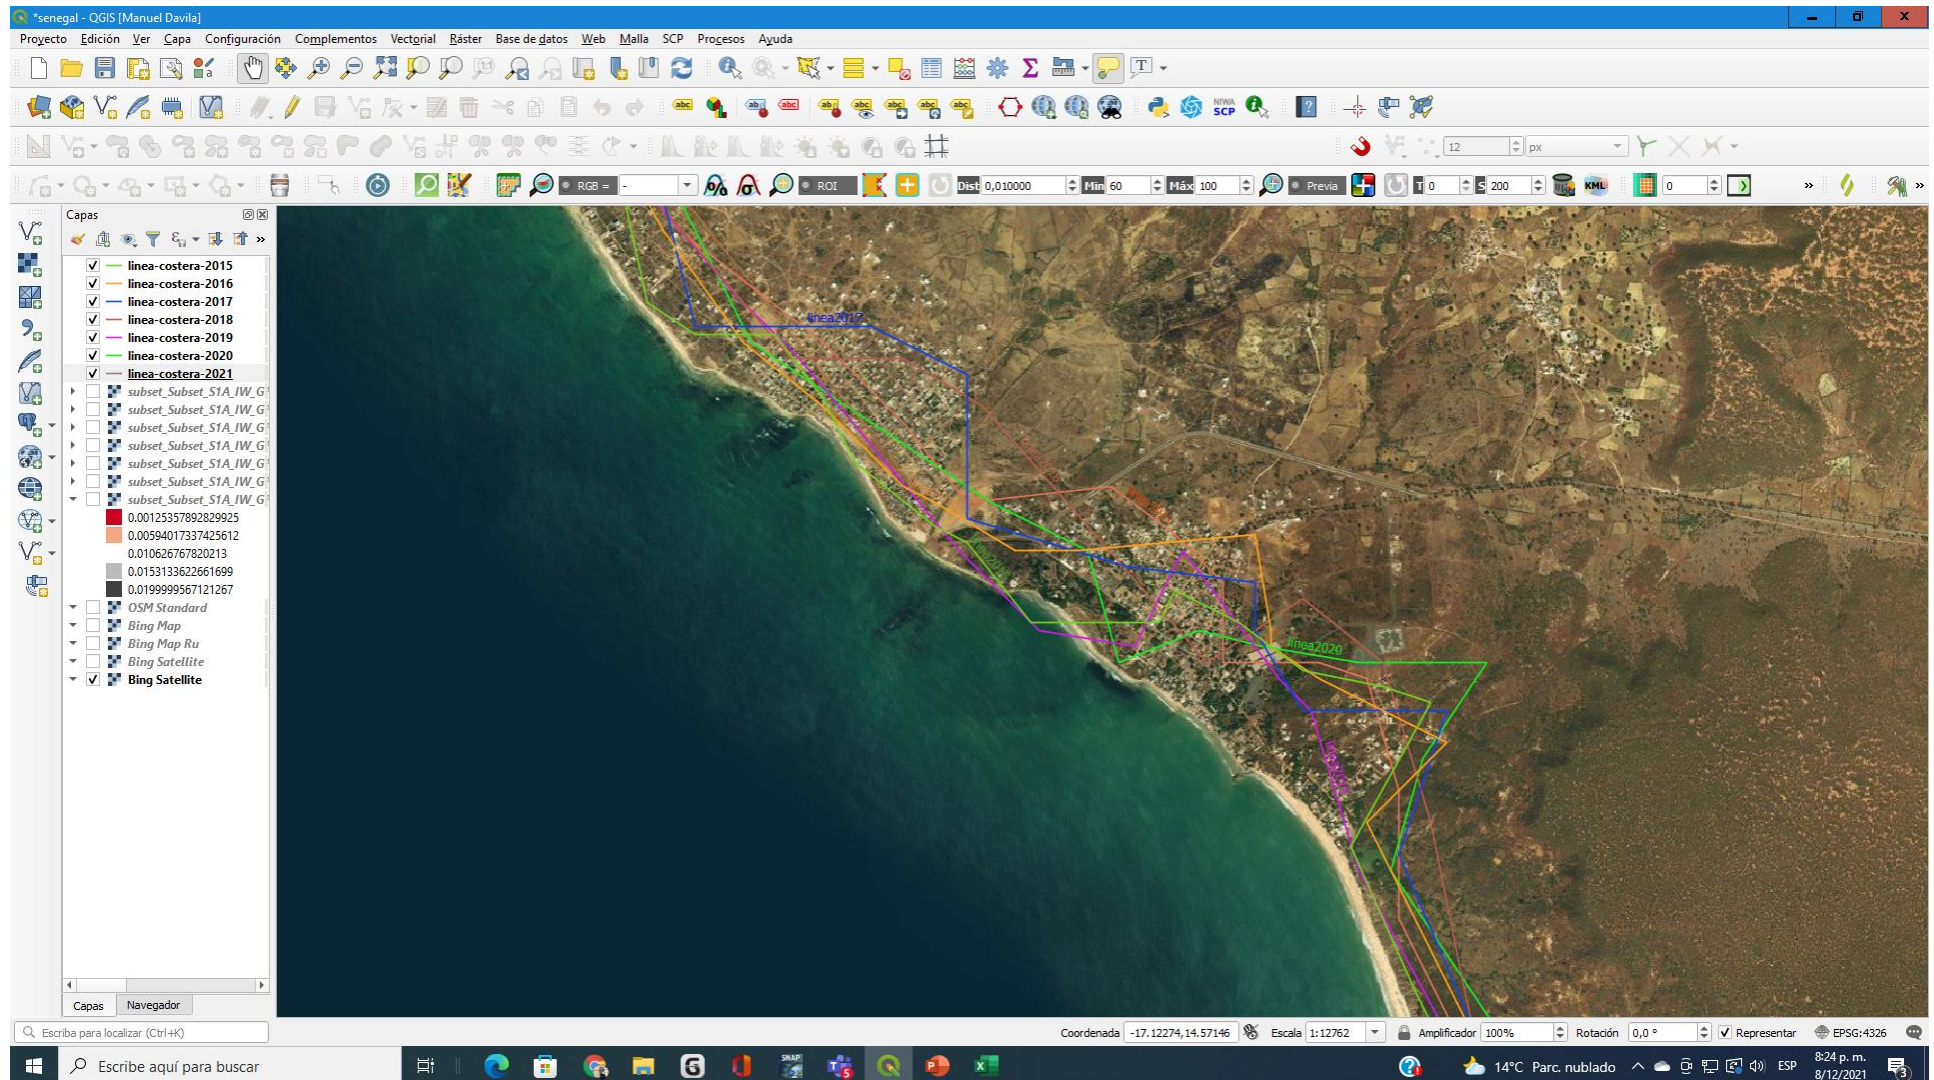 *senegal - QGIS [Manuel Davila]
Proyecto Edición Ver Capa Configuración Complementos Vectorial Ráster Base de datos Web Malla SCP Procesos Ayuda
12 px
RGB = - ROI Dist 0,010000 Mín 60 Máx 100 Previa T 0 S 200 KML 0
Capas
linea-costera-2015
linea-costera-2016
linea-costera-2017
linea-costera-2018
linea-costera-2019
linea-costera-2020
linea-costera-2021
subset_Subset_S1A_IW_G
subset_Subset_S1A_IW_G
subset_Subset_S1A_IW_G
subset_Subset_S1A_IW_G
subset_Subset_S1A_IW_G
subset_Subset_S1A_IW_G
subset_Subset_S1A_IW_G
0.00125357892829925
0.00594017337425612
0.010626767820213
0.0153133622661699
0.0199999567121267
OSM Standard
Bing Map
Bing Map Ru
Bing Satellite
Bing Satellite
linea2017
linea2020
Capas Navegador
Escriba para localizar (Ctrl+K) Coordenada -17.12274,14.57146 Escala 1:12762 Amplificador 100% Rotación 0,0 ° Representar EPSG:4326
Escribe aquí para buscar 14°C Parc. nublado ESP 8:24 p. m.
8/12/2021